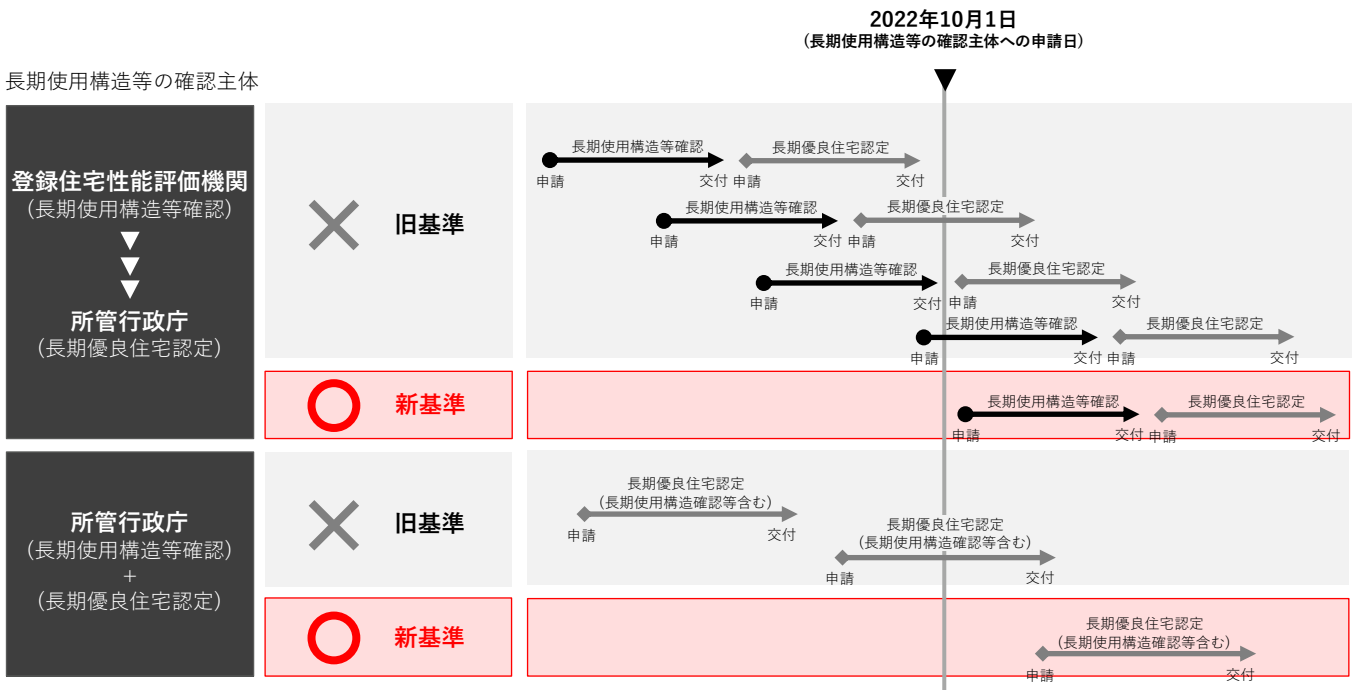 2022年10月1日
(長期使用構造等の確認主体への申請日)
長期使用構造等の確認主体
登録住宅性能評価機関
(長期使用構造等確認)
所管行政庁
(長期優良住宅認定)
旧基準
長期使用構造等確認 長期優良住宅認定
申請 交付 申請 交付
長期使用構造等確認 長期優良住宅認定
申請 交付 申請 交付
長期使用構造等確認 長期優良住宅認定
申請 交付 申請 交付
長期使用構造等確認 長期優良住宅認定
申請 交付 申請 交付
新基準
長期使用構造等確認 長期優良住宅認定
申請 交付 申請 交付
所管行政庁
(長期使用構造等確認)
+
(長期優良住宅認定)
旧基準
長期優良住宅認定
(長期使用構造確認等含む)
申請 交付
長期優良住宅認定
(長期使用構造確認等含む)
申請 交付
新基準
長期優良住宅認定
(長期使用構造確認等含む)
申請 交付